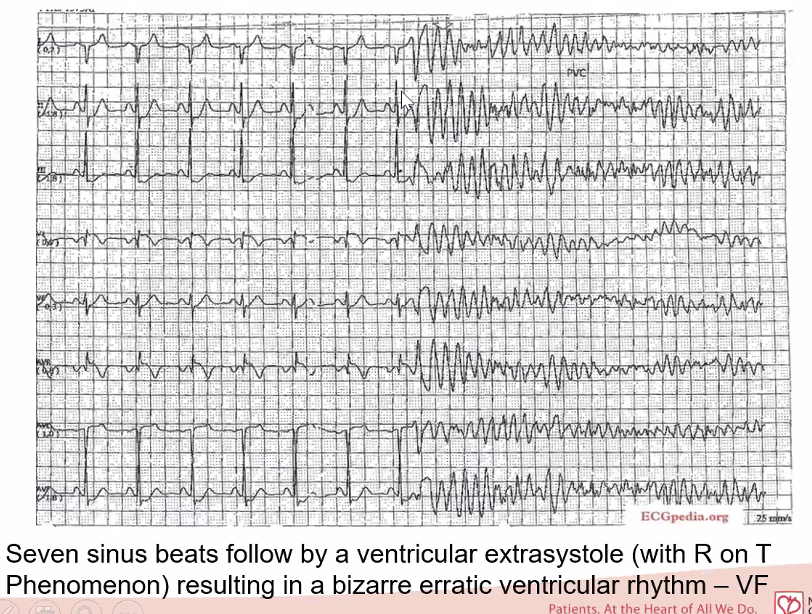 PVC
ECGpedia.org
25 mm/s
Seven sinus beats follow by a ventricular extrasystole (with R on T
Phenomenon) resulting in a bizarre erratic ventricular rhythm – VF
Patients. At the Heart of All We Do.